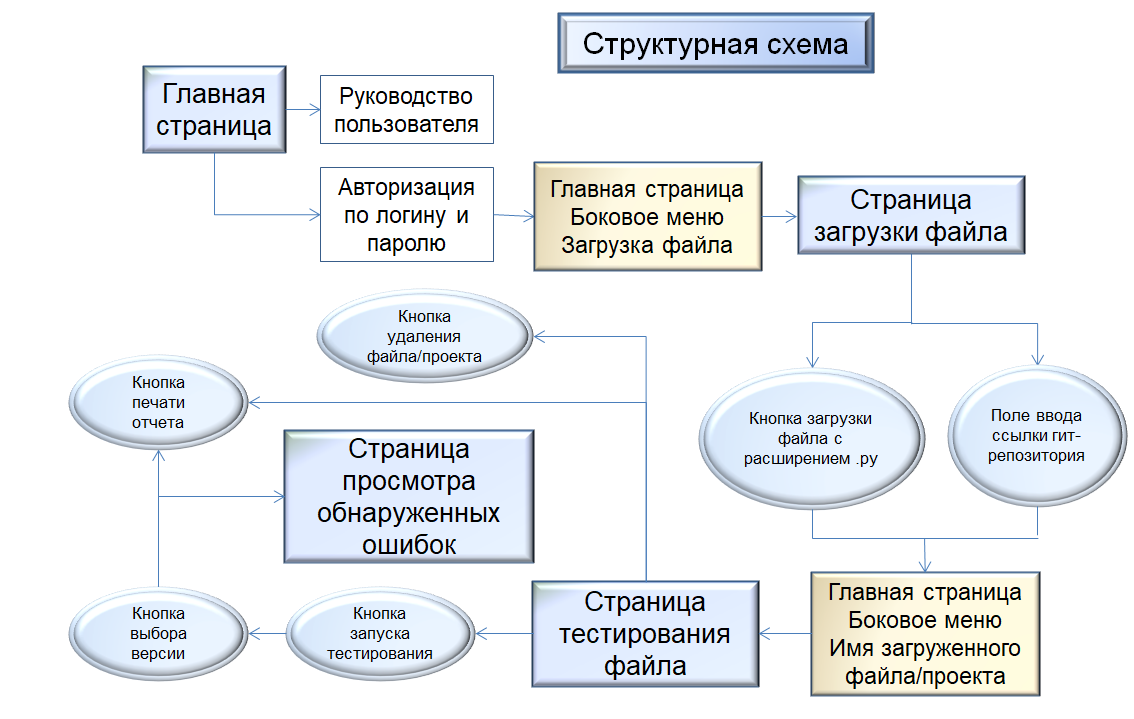 Структурная схема
Главная
страница
Руководство
пользователя
Авторизация
по логину и
паролю
Главная страница
Боковое меню
Загрузка файла
Страница
загрузки файла
Кнопка
удаления
файла/проекта
Кнопка
печати
отчета
Кнопка загрузки
файла с
расширением .py
Поле ввода
ссылки гит-
репозитория
Страница
просмотра
обнаруженных
ошибок
Кнопка
выбора
версии
Кнопка
запуска
тестирования
Страница
тестирования
файла
Главная страница
Боковое меню
Имя загруженного
файла/проекта